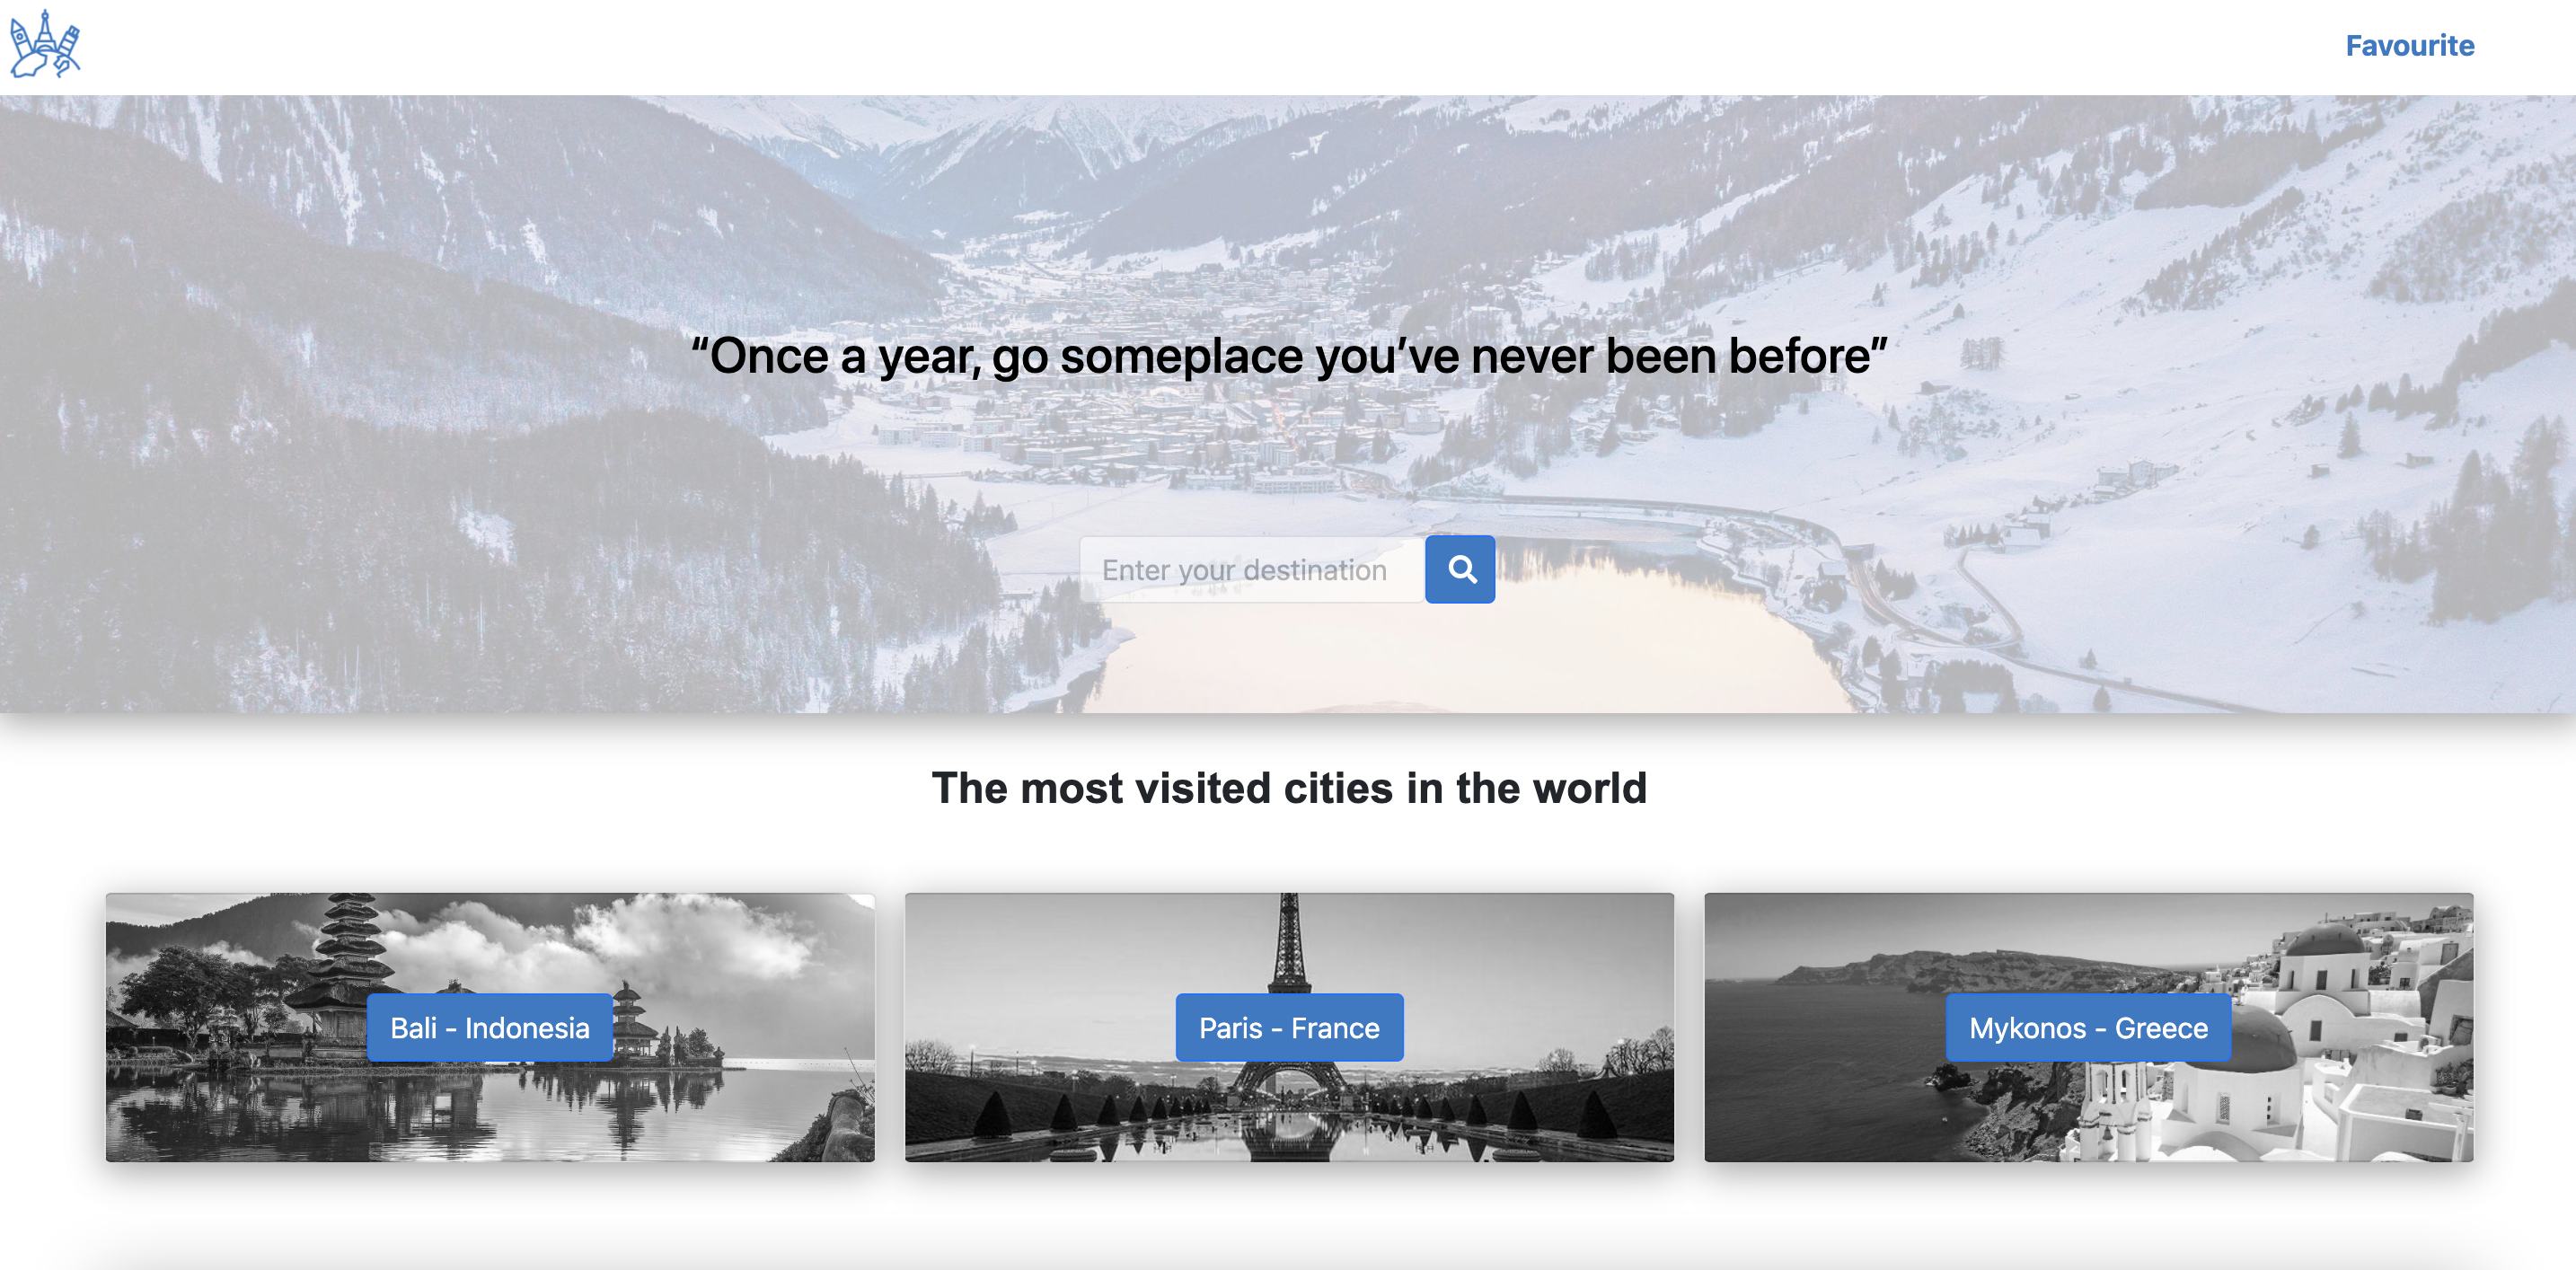 Favourite
“Once a year, go someplace you’ve never been before”
Enter your destination
The most visited cities in the world
Bali - Indonesia
Paris - France
Mykonos - Greece